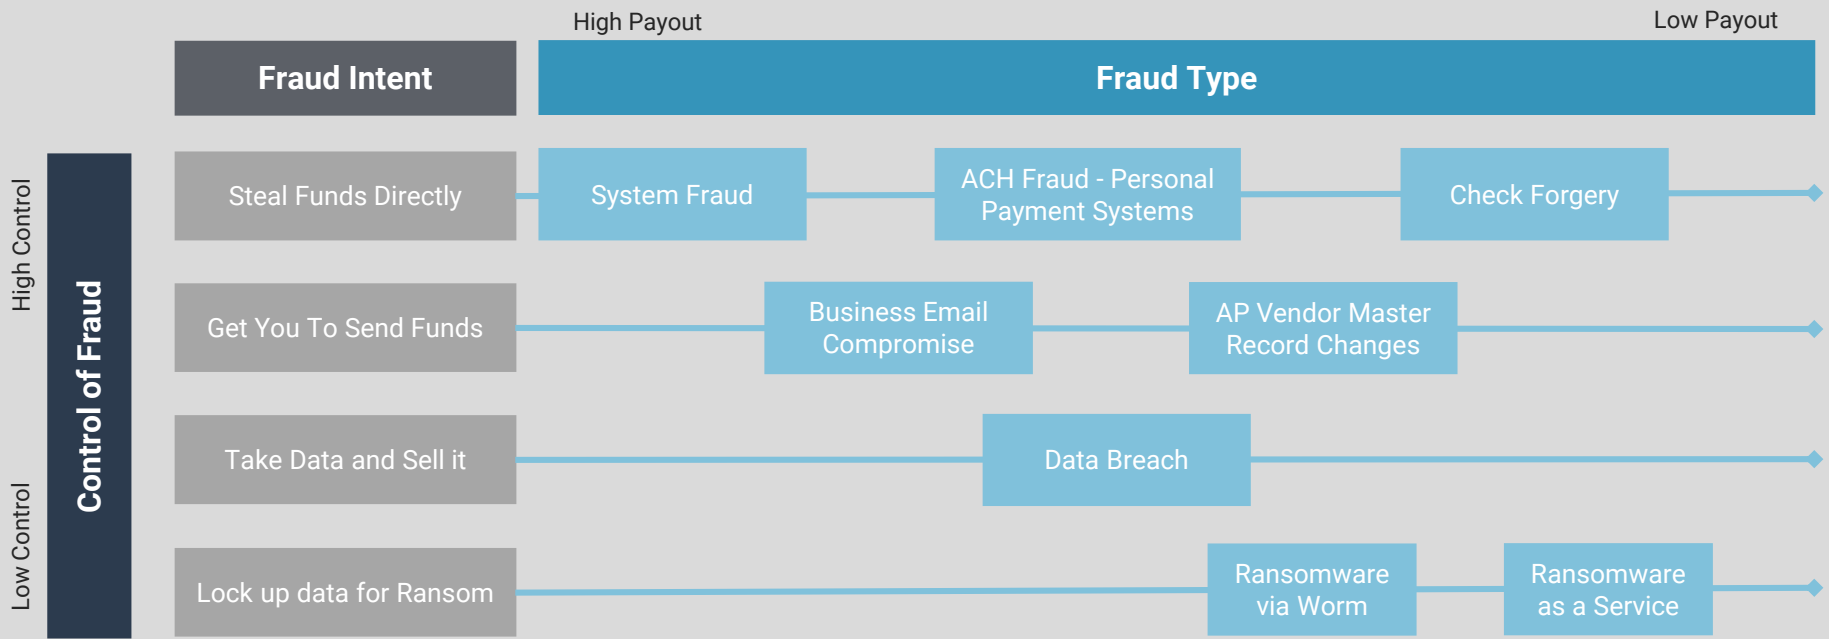 High Payout
Low Payout
Fraud Intent
Fraud Type
High Control
Low Control
Control of Fraud
Steal Funds Directly
System Fraud
ACH Fraud - Personal
Payment Systems
Check Forgery
Get You To Send Funds
Business Email
Compromise
AP Vendor Master
Record Changes
Take Data and Sell it
Data Breach
Lock up data for Ransom
Ransomware
via Worm
Ransomware
as a Service